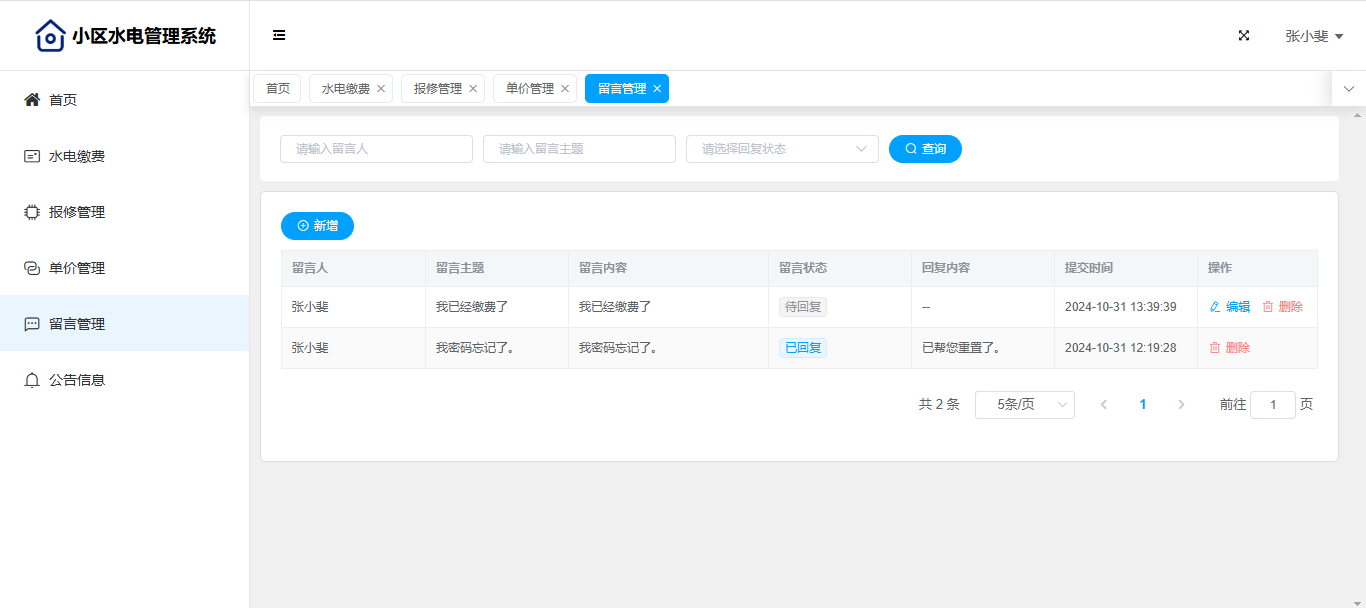 小区水电管理系统
张小斐
首页
水电缴费
报修管理
单价管理
留言管理
公告信息
首页 水电缴费 报修管理 单价管理 留言管理
请输入留言人 请输入留言主题 请选择回复状态 查询
新增
留言人 留言主题 留言内容 留言状态 回复内容 提交时间 操作
张小斐 我已经缴费了 我已经缴费了 待回复 -- 2024-10-31 13:39:39 编辑 删除
张小斐 我密码忘记了。 我密码忘记了。 已回复 已帮您重置了。 2024-10-31 12:19:28 删除
共 2 条 5条/页 1 前往 1 页